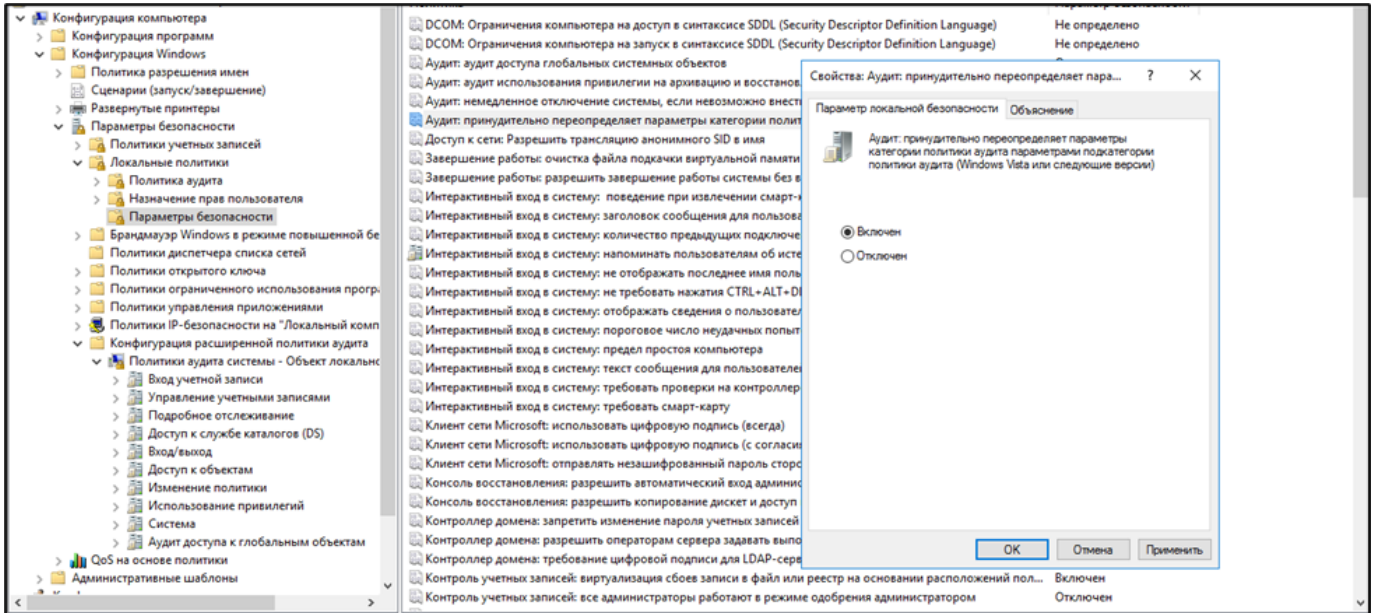 Конфигурация компьютера
Конфигурация программ
Конфигурация Windows
Политика разрешения имен
Сценарии (запуск/завершение)
Развернутые принтеры
Параметры безопасности
Политики учетных записей
Локальные политики
Политика аудита
Назначение прав пользователя
Параметры безопасности
Брандмауэр Windows в режиме повышенной бе
Политики диспетчера списка сетей
Политики открытого ключа
Политики ограниченного использования програ
Политики управления приложениями
Политики IP-безопасности на "Локальный комп
Конфигурация расширенной политики аудита
Политики аудита системы - Объект локально
Вход учетной записи
Управление учетными записями
Подробное отслеживание
Доступ к службе каталогов (DS)
Вход/выход
Доступ к объектам
Изменение политики
Использование привилегий
Система
Аудит доступа к глобальным объектам
QoS на основе политики
Административные шаблоны
DCOM: Ограничения компьютера на доступ в синтаксисе SDDL (Security Descriptor Definition Language) Не определено
DCOM: Ограничения компьютера на запуск в синтаксисе SDDL (Security Descriptor Definition Language) Не определено
Аудит: аудит доступа глобальных системных объектов
Аудит: аудит использования привилегии на архивацию и восстанов
Аудит: немедленное отключение системы, если невозможно внести
Аудит: принудительно переопределяет параметры категории полит
Доступ к сети: Разрешить трансляцию анонимного SID в имя
Завершение работы: очистка файла подкачки виртуальной памяти
Завершение работы: разрешить завершение работы системы без в
Интерактивный вход в систему: поведение при извлечении смарт-к
Интерактивный вход в систему: заголовок сообщения для пользова
Интерактивный вход в систему: количество предыдущих подключе
Интерактивный вход в систему: напоминать пользователям об исте
Интерактивный вход в систему: не отображать последнее имя поль
Интерактивный вход в систему: не требовать нажатия CTRL+ALT+DE
Интерактивный вход в систему: отображать сведения о пользовател
Интерактивный вход в систему: пороговое число неудачных попыт
Интерактивный вход в систему: предел простоя компьютера
Интерактивный вход в систему: текст сообщения для пользователей
Интерактивный вход в систему: требовать проверки на контроллер
Интерактивный вход в систему: требовать смарт-карту
Клиент сети Microsoft: использовать цифровую подпись (всегда)
Клиент сети Microsoft: использовать цифровую подпись (с согласия
Клиент сети Microsoft: отправлять незашифрованный пароль сторо
Консоль восстановления: разрешить автоматический вход админис
Консоль восстановления: разрешить копирование дискет и доступ
Контроллер домена: запретить изменение пароля учетных записей
Контроллер домена: разрешить операторам сервера задавать выпо
Контроллер домена: требование цифровой подписи для LDAP-серв
Контроль учетных записей: виртуализация сбоев записи в файл или реестр на основании расположений пол... Включен
Контроль учетных записей: все администраторы работают в режиме одобрения администратором Отключен
Свойства: Аудит: принудительно переопределяет пара... ?
Параметр локальной безопасности Объяснение
Аудит: принудительно переопределяет параметры
категории политики аудита параметрами подкатегории
политики аудита (Windows Vista или следующие версии)
Включен
Отключен
OK Отмена Применить